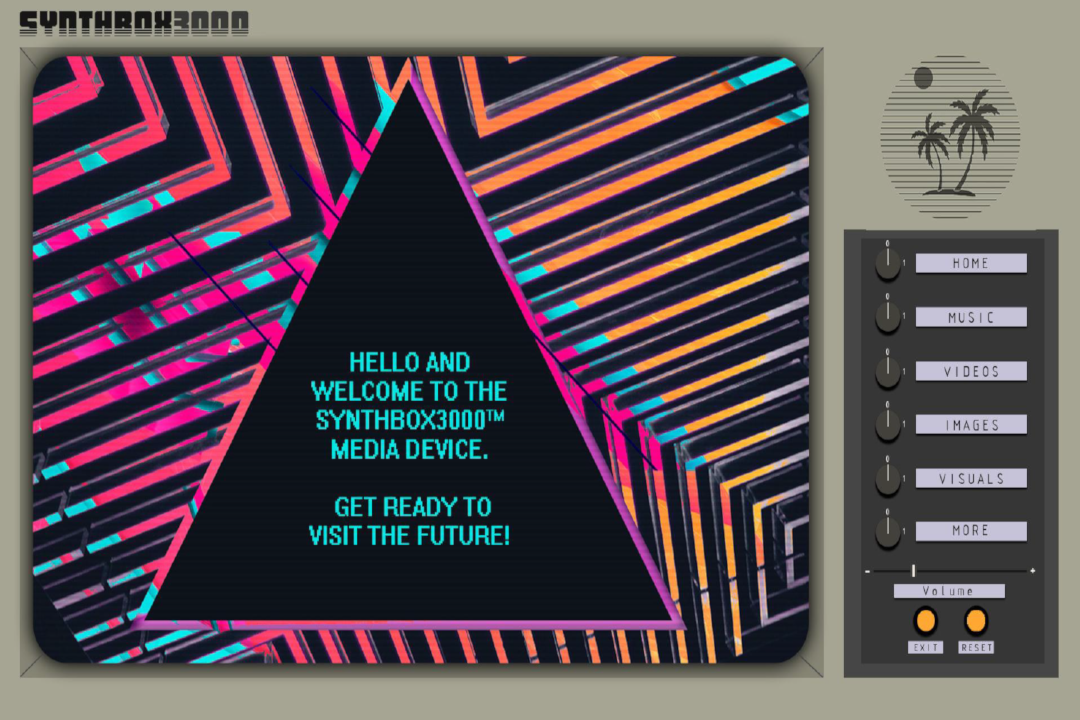 SYNTHBOX3000
HELLO AND
WELCOME TO THE
SYNTHBOX3000™
MEDIA DEVICE.
GET READY TO
VISIT THE FUTURE!
0
1
HOME
0
1
MUSIC
0
1
VIDEOS
0
1
IMAGES
0
1
VISUALS
0
1
MORE
- +
Volume
EXIT RESET